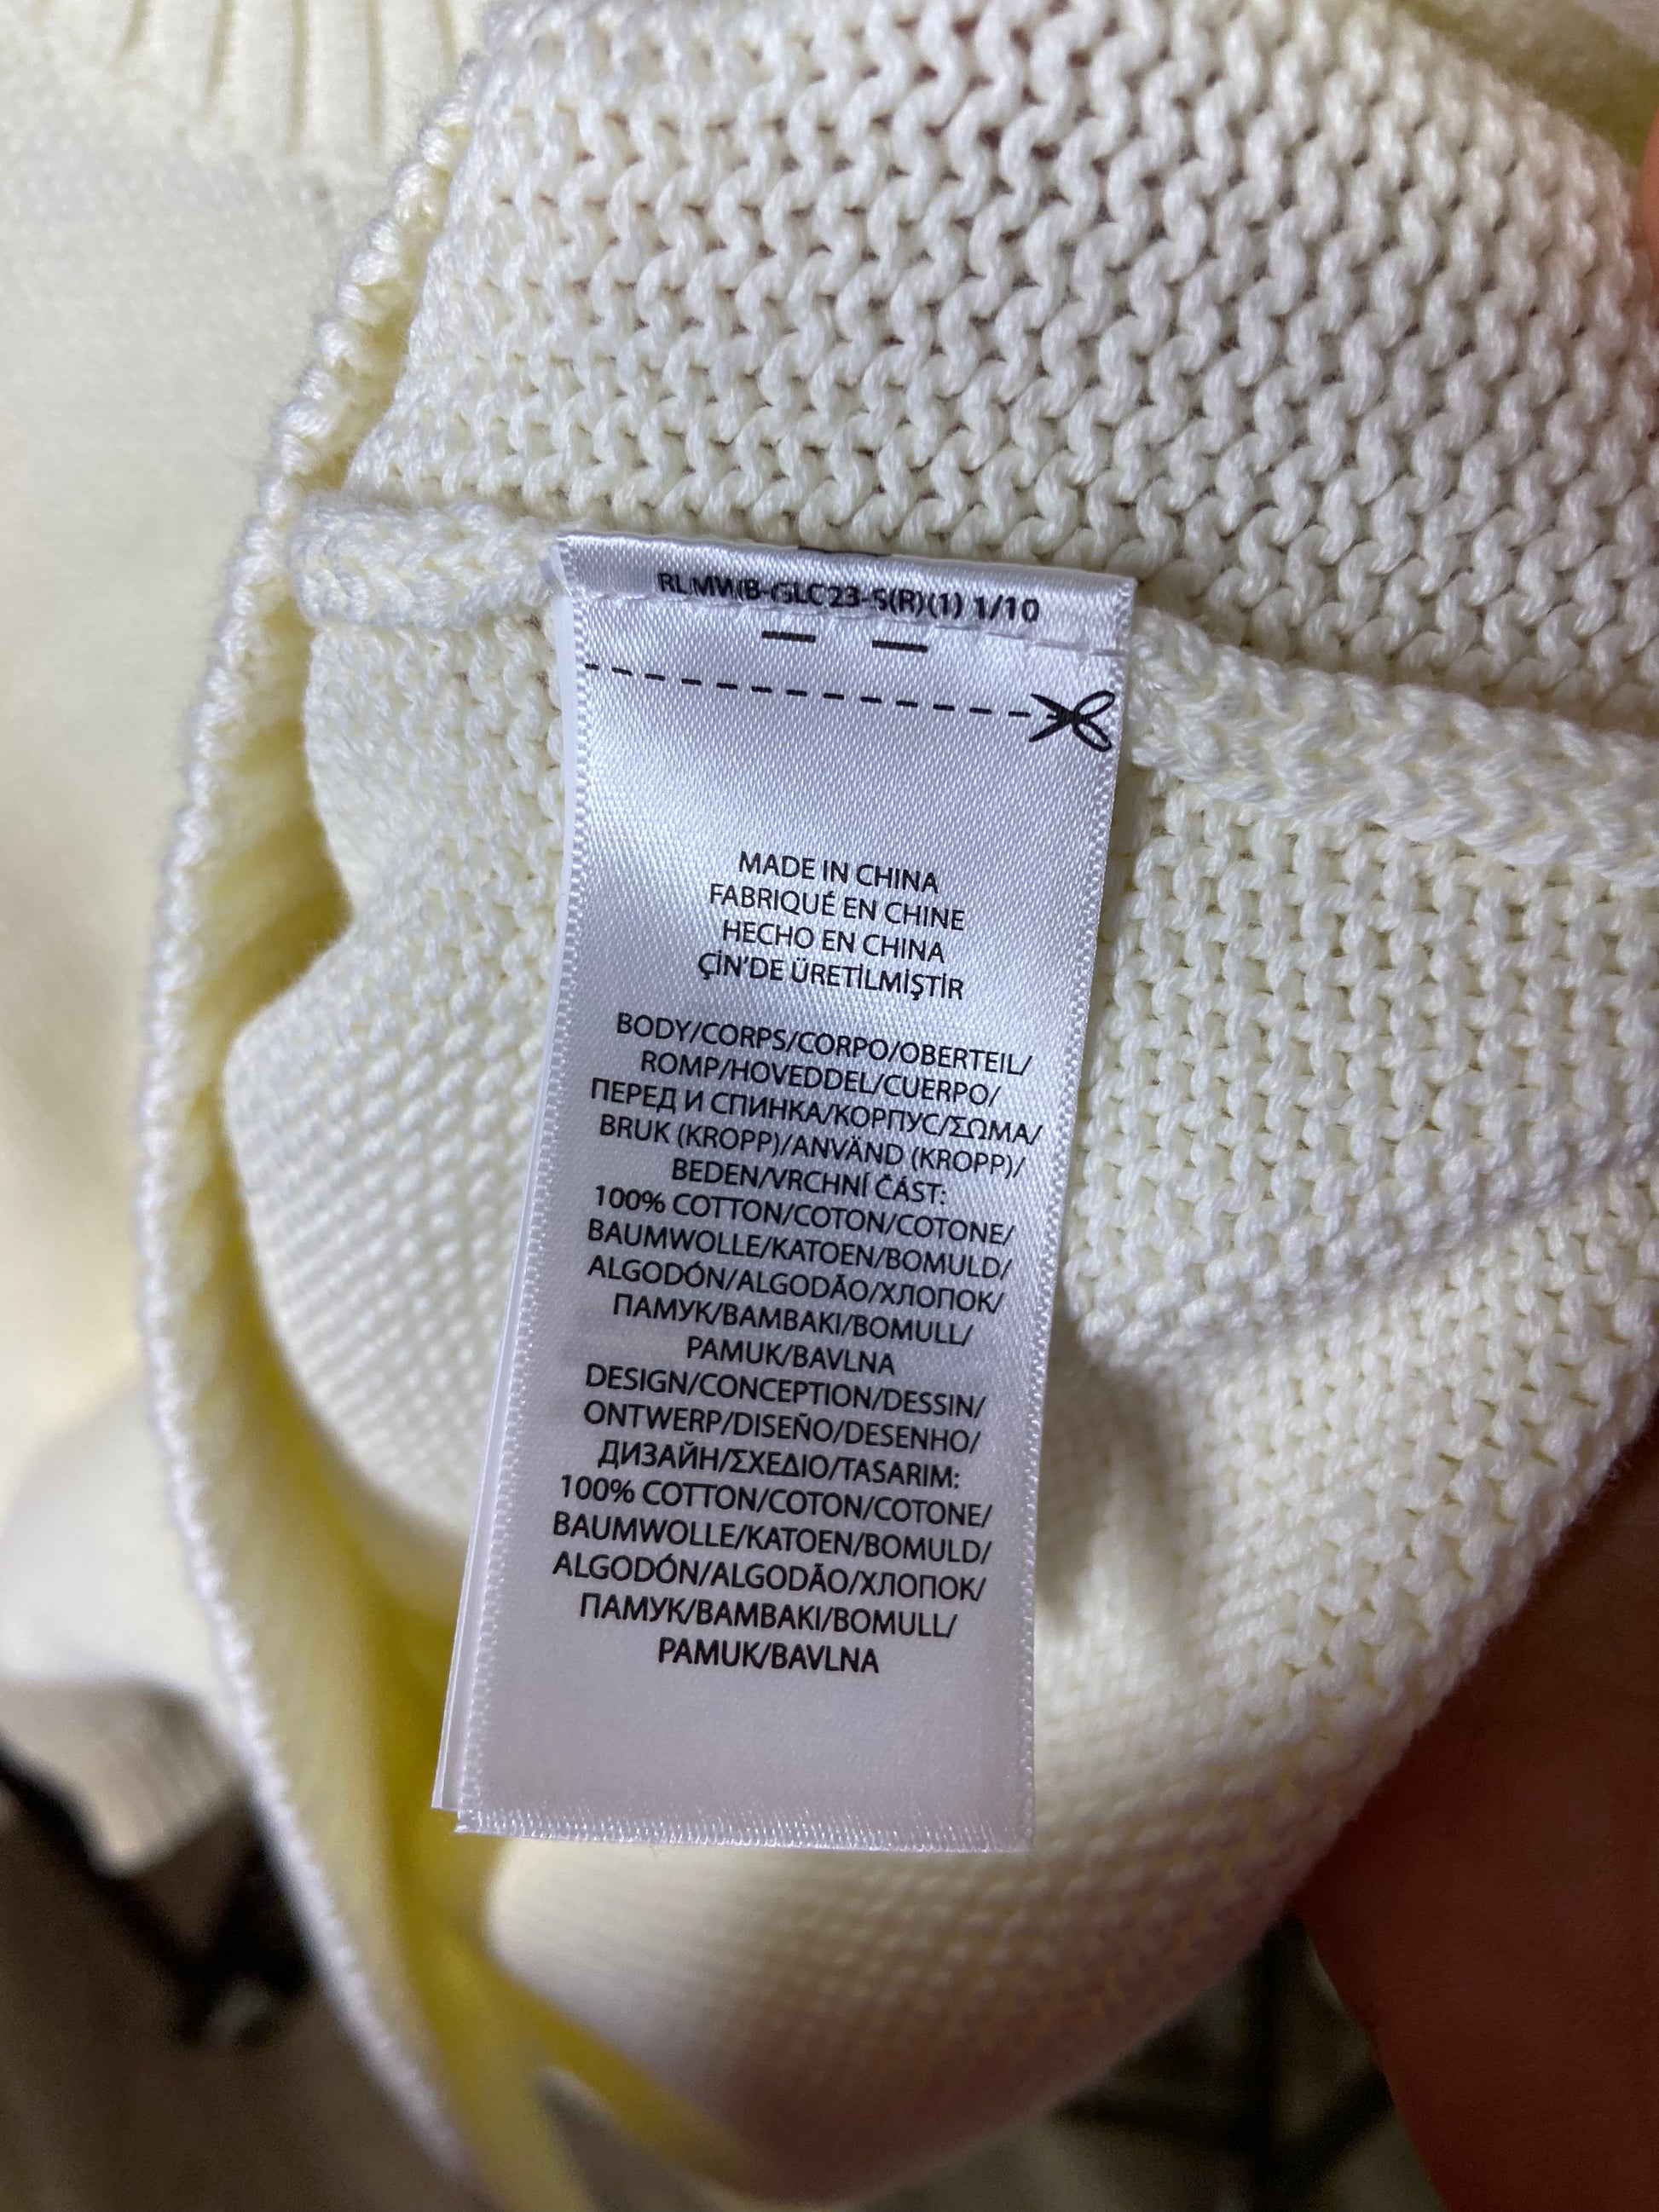 RLMWB-GLC23-S(R)(1) 1/10
MADE IN CHINA
FABRIQUÉ EN CHINE
HECHO EN CHINA
ÇİN'DE ÜRETİLMİŞTİR
BODY/CORPS/CORPO/OBERTEIL/
ROMP/HOVEDDEL/CUERPO/
ПЕРЕД И СПИНКА/КОРПУС/ΣΩΜΑ/
BRUK (KROPP)/ANVÄND (KROPP)/
BEDEN/VRCHNÍ ČÁST:
100% COTTON/COTON/COTONE/
BAUMWOLLE/KATOEN/BOMULD/
ALGODÓN/ALGODÃO/ХЛОПОК/
ПАМУК/ΒΑΜΒΑΚΙ/BOMULL/
PAMUK/BAVLNA
DESIGN/CONCEPTION/DESSIN/
ONTWERP/DISEÑO/DESENHO/
ДИЗАЙН/ΣΧΕΔΙΟ/TASARIM:
100% COTTON/COTON/COTONE/
BAUMWOLLE/KATOEN/BOMULD/
ALGODÓN/ALGODÃO/ХЛОПОК/
ПАМУК/ΒΑΜΒΑΚΙ/BOMULL/
PAMUK/BAVLNA